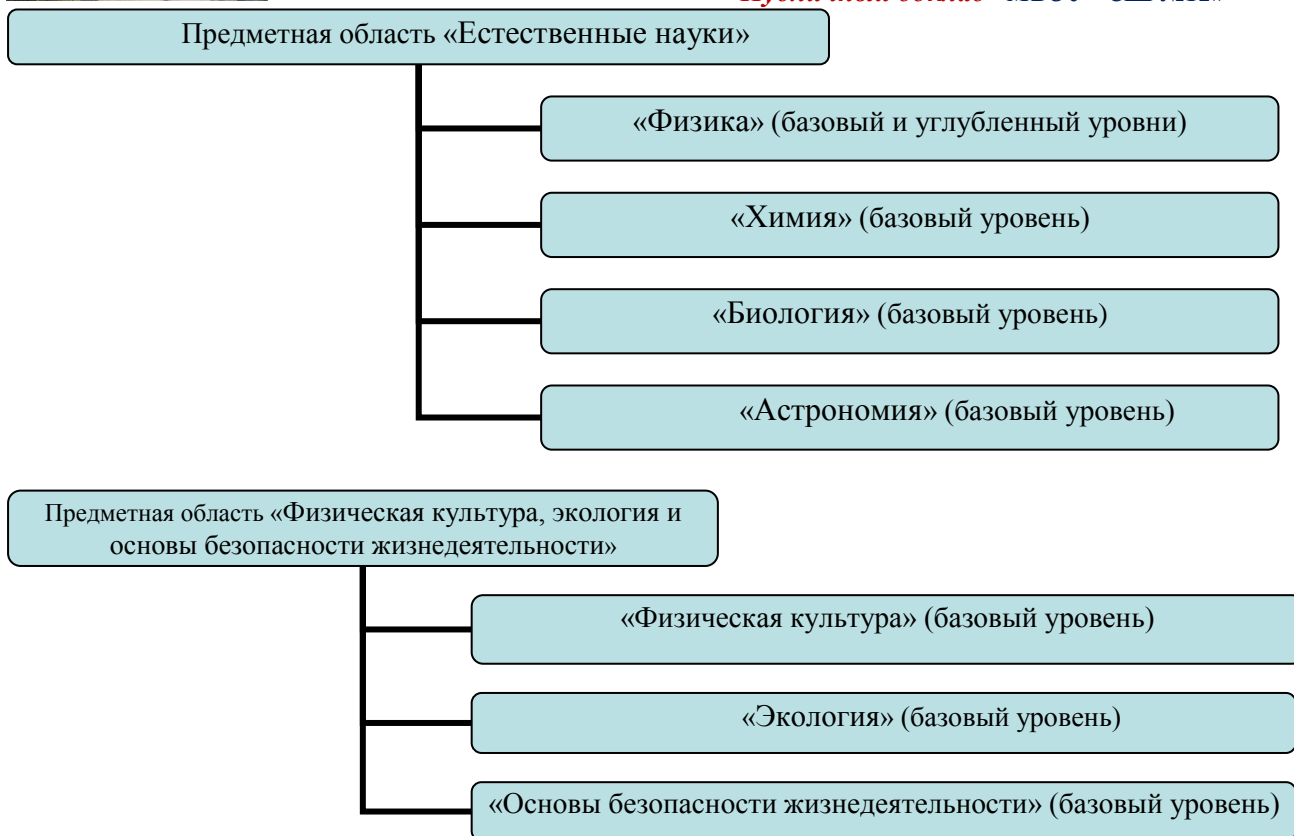 Предметная область «Естественные науки»
«Физика» (базовый и углубленный уровни)
«Химия» (базовый уровень)
«Биология» (базовый уровень)
«Астрономия» (базовый уровень)
Предметная область «Физическая культура, экология и
основы безопасности жизнедеятельности»
«Физическая культура» (базовый уровень)
«Экология» (базовый уровень)
«Основы безопасности жизнедеятельности» (базовый уровень)